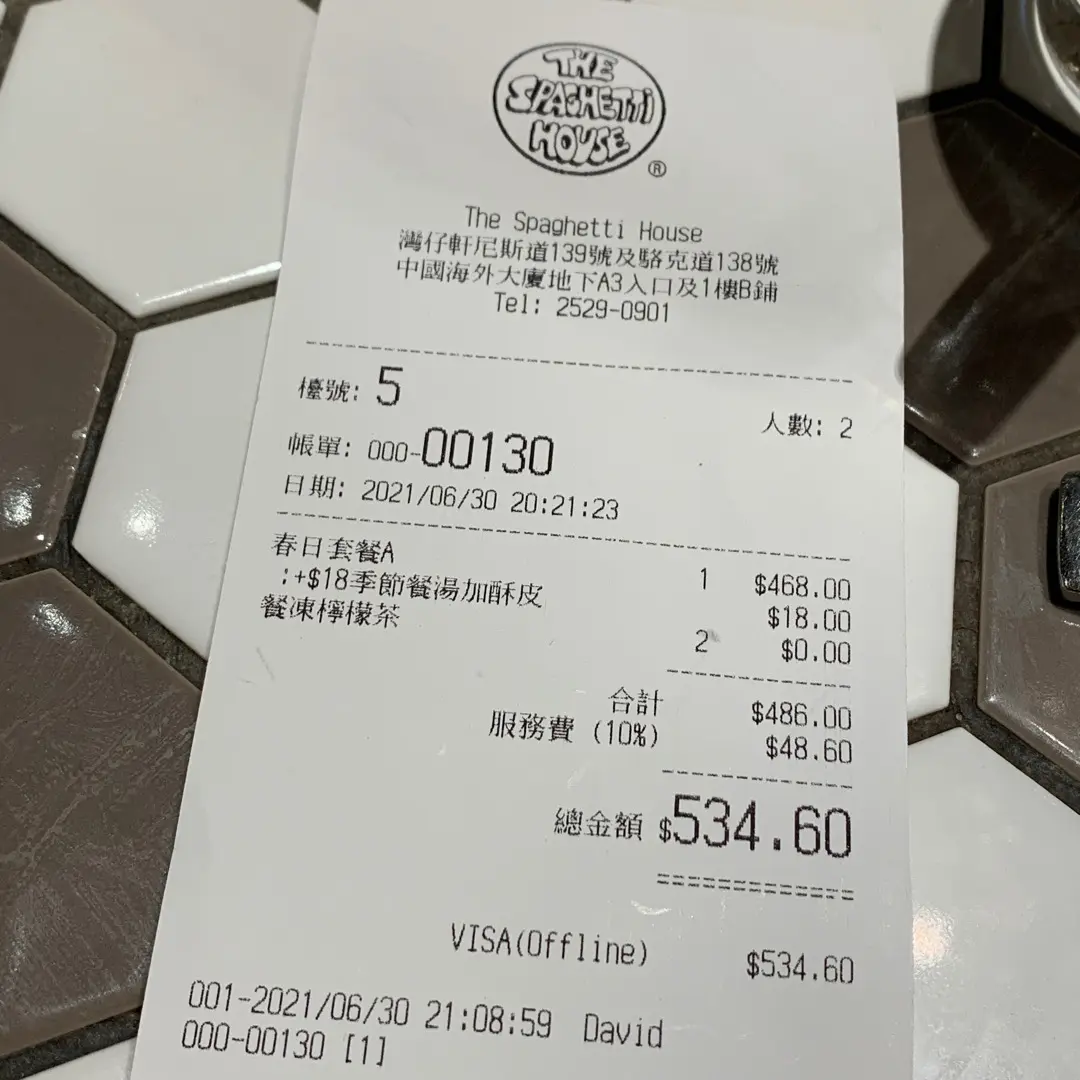 THE
SPAGHETTI
HOUSE
®
The Spaghetti House
灣仔軒尼斯道139號及駱克道138號
中國海外大廈地下A3入口及1樓B鋪
Tel: 2529-0901
檯號: 5 人數: 2
帳單: 000-00130
日期: 2021/06/30 20:21:23
春日套餐A 1 $468.00
:+$18季節餐湯加酥皮 $18.00
餐凍檸檬茶 2 $0.00
合計 $486.00
服務費 (10%) $48.60
總金額 $534.60
VISA(Offline) $534.60
001-2021/06/30 21:08:59 David
000-00130 [1]